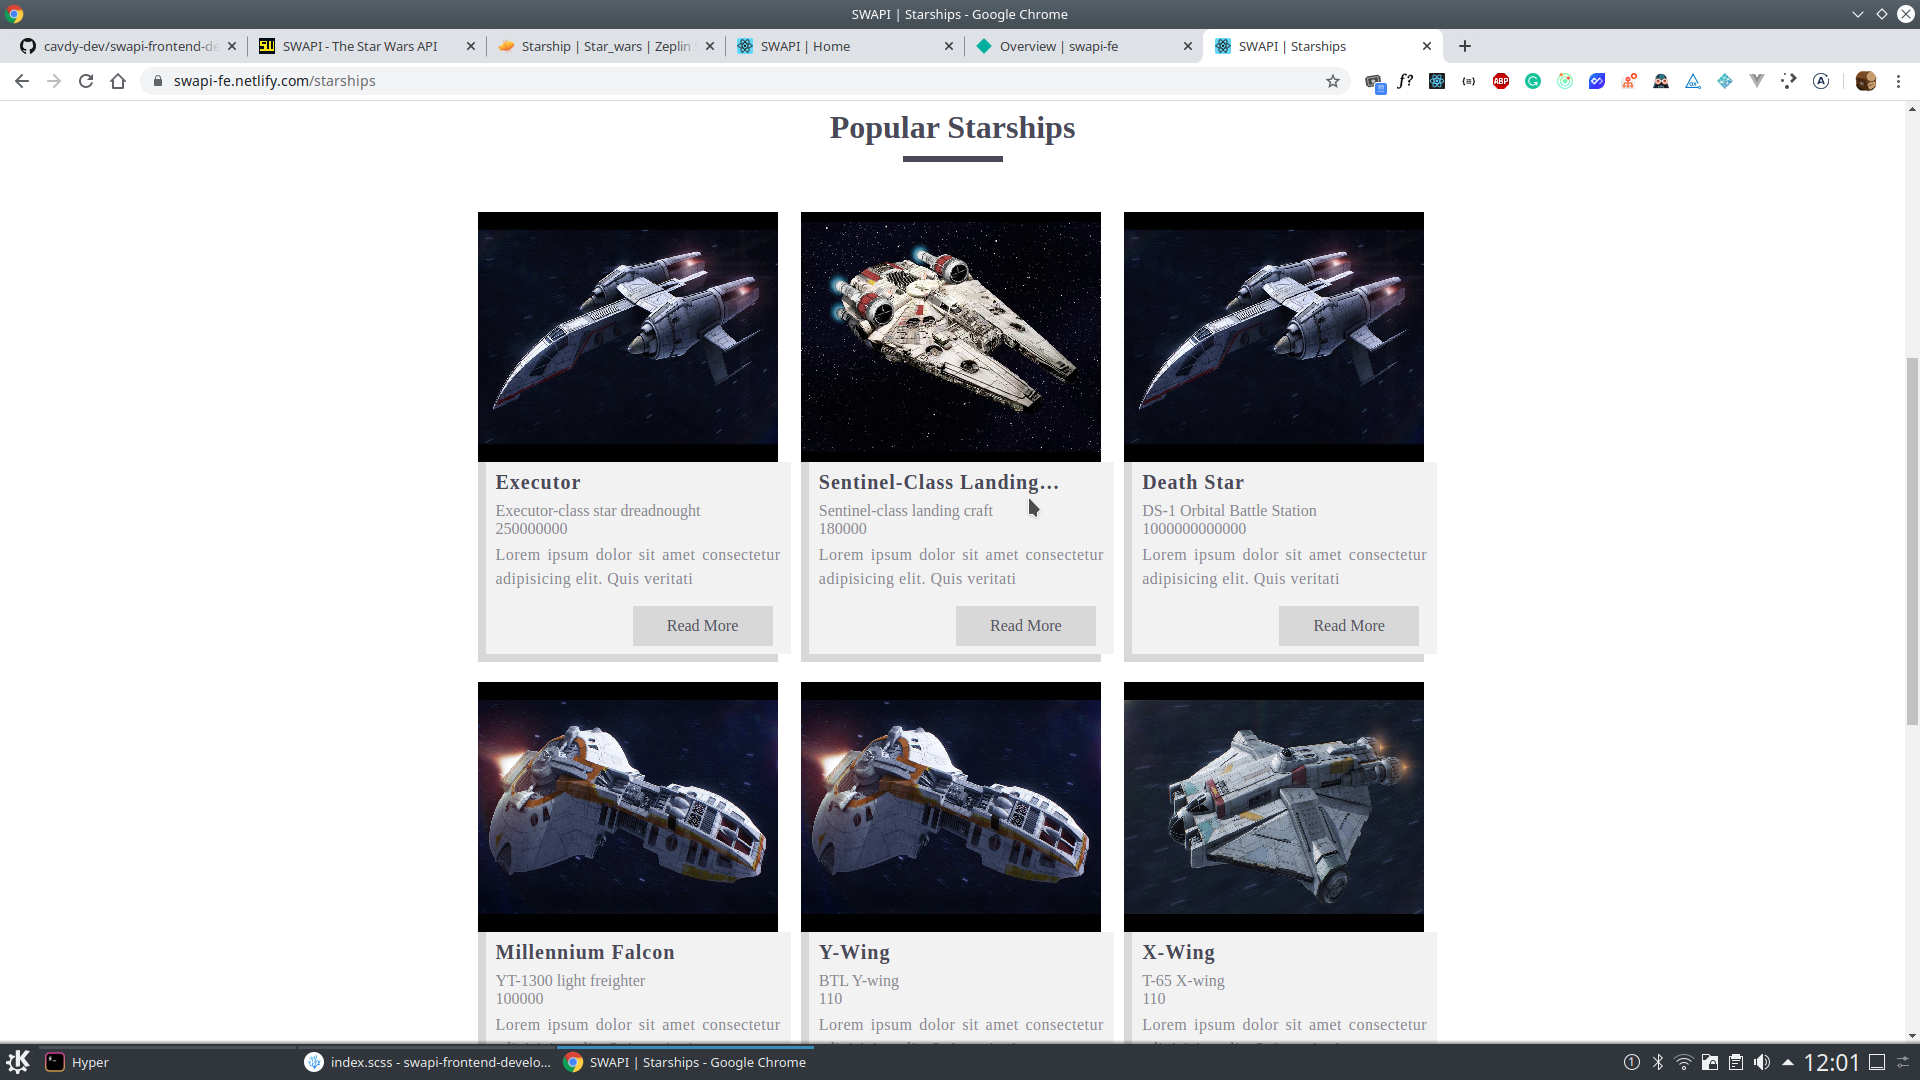 SWAPI | Starships - Google Chrome
cavdy-dev/swapi-frontend-de
SWAPI - The Star Wars API
Starship | Star_wars | Zeplin
SWAPI | Home
Overview | swapi-fe
SWAPI | Starships
swapi-fe.netlify.com/starships
Popular Starships
Executor
Executor-class star dreadnought
250000000
Lorem ipsum dolor sit amet consectetur
adipisicing elit. Quis veritati
Read More
Sentinel-Class Landing...
Sentinel-class landing craft
180000
Lorem ipsum dolor sit amet consectetur
adipisicing elit. Quis veritati
Read More
Death Star
DS-1 Orbital Battle Station
1000000000000
Lorem ipsum dolor sit amet consectetur
adipisicing elit. Quis veritati
Read More
Millennium Falcon
YT-1300 light freighter
100000
Lorem ipsum dolor sit amet consectetur
Y-Wing
BTL Y-wing
110
Lorem ipsum dolor sit amet consectetur
X-Wing
T-65 X-wing
110
Lorem ipsum dolor sit amet consectetur
Hyper
index.scss - swapi-frontend-develo...
SWAPI | Starships - Google Chrome
12:01